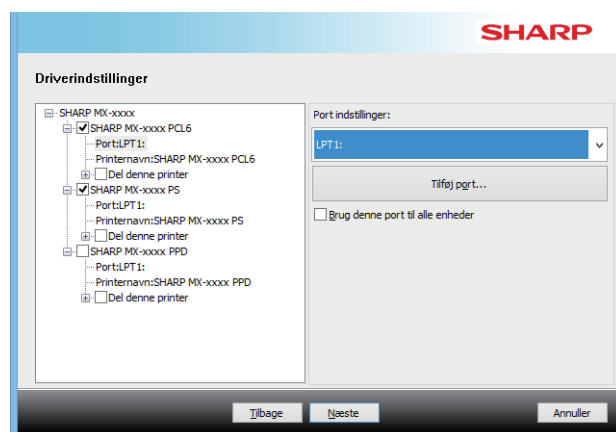 SHARP
Driverindstillinger
SHARP MX-xxxx
SHARP MX-xxxx PCL6
Port:LPT1:
Printernavn:SHARP MX-xxxx PCL6
Del denne printer
SHARP MX-xxxx PS
Port:LPT1:
Printernavn:SHARP MX-xxxx PS
Del denne printer
SHARP MX-xxxx PPD
Port:LPT1:
Printernavn:SHARP MX-xxxx PPD
Del denne printer
Port indstillinger:
LPT1:
Tilføj port...
Brug denne port til alle enheder
Tilbage Næste Annuller